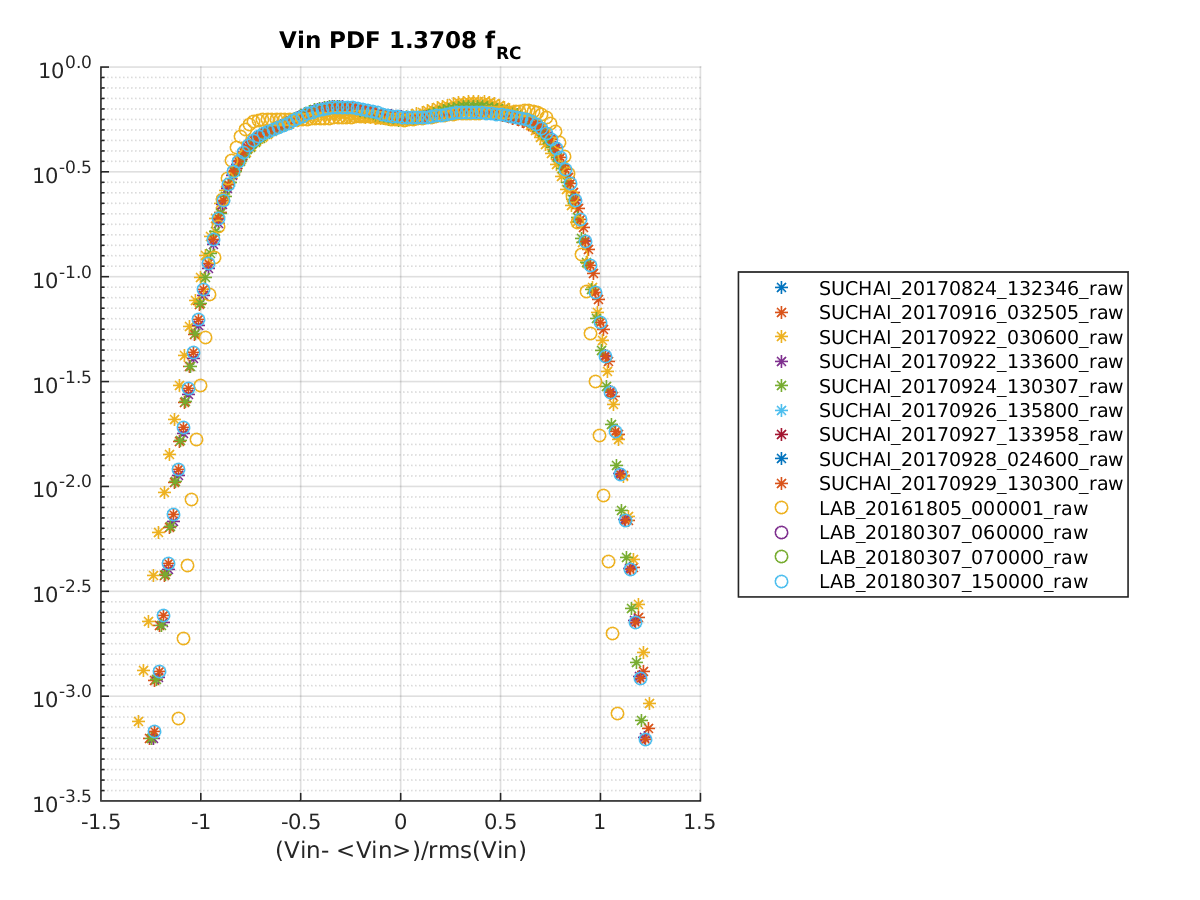 Vin PDF 1.3708 fRC
10^0.0
10^-0.5
10^-1.0
10^-1.5
10^-2.0
10^-2.5
10^-3.0
10^-3.5
-1.5 -1 -0.5 0 0.5 1 1.5
(Vin- <Vin>)/rms(Vin)
SUCHAI_20170824_132346_raw
SUCHAI_20170916_032505_raw
SUCHAI_20170922_030600_raw
SUCHAI_20170922_133600_raw
SUCHAI_20170924_130307_raw
SUCHAI_20170926_135800_raw
SUCHAI_20170927_133958_raw
SUCHAI_20170928_024600_raw
SUCHAI_20170929_130300_raw
LAB_20161805_000001_raw
LAB_20180307_060000_raw
LAB_20180307_070000_raw
LAB_20180307_150000_raw